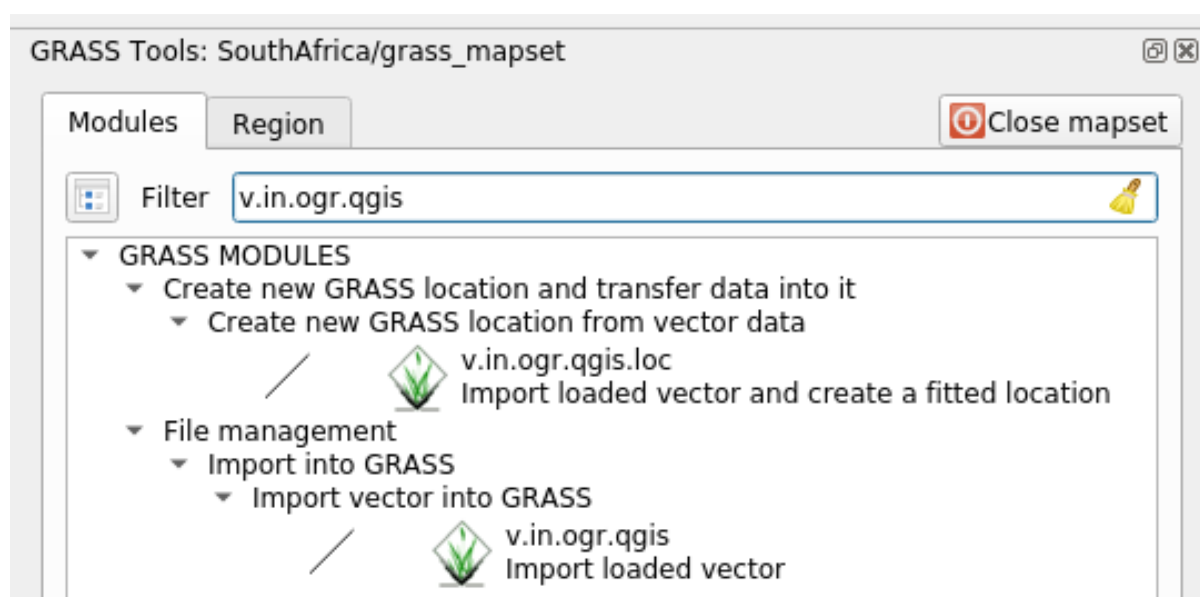 GRASS Tools: SouthAfrica/grass_mapset
Modules
Region
Close mapset
Filter
v.in.ogr.qgis
GRASS MODULES
Create new GRASS location and transfer data into it
Create new GRASS location from vector data
v.in.ogr.qgis.loc
Import loaded vector and create a fitted location
File management
Import into GRASS
Import vector into GRASS
v.in.ogr.qgis
Import loaded vector